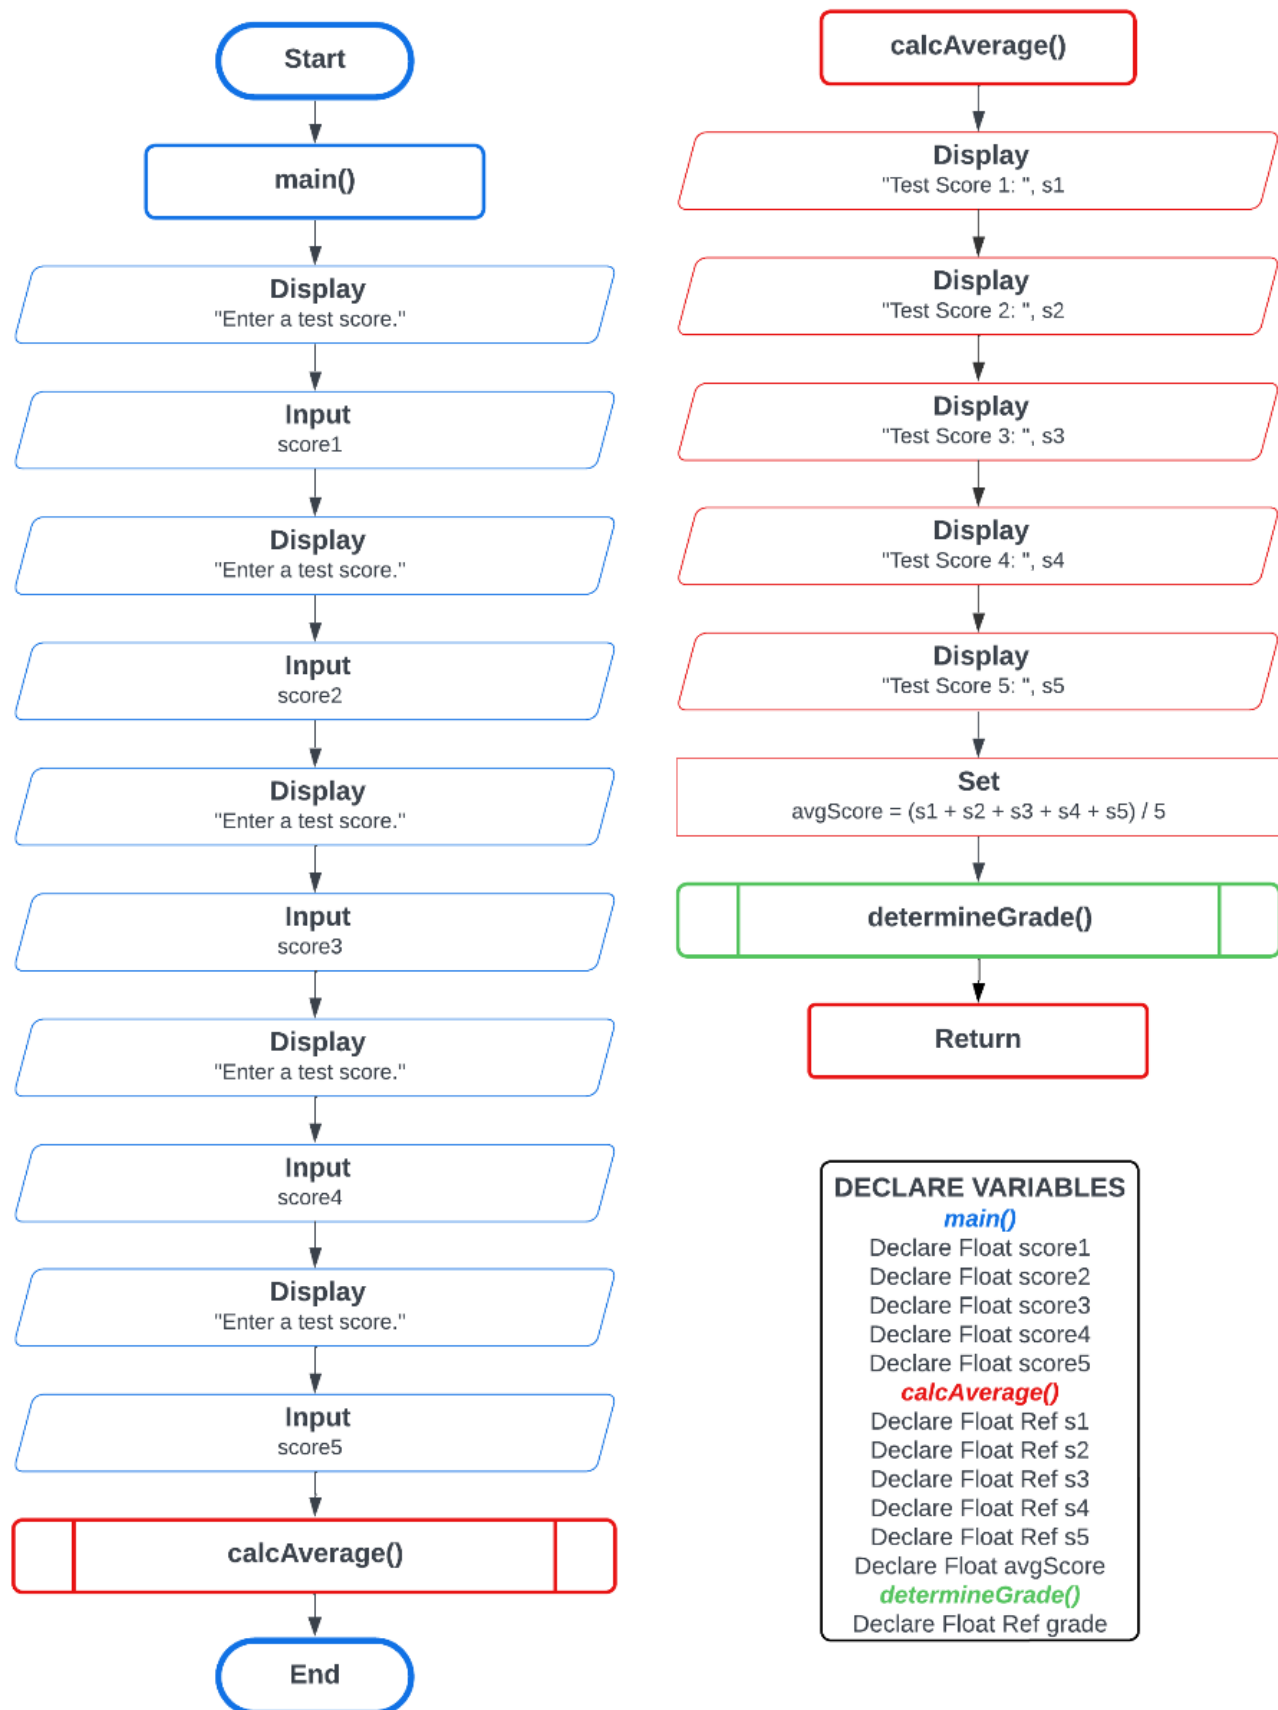 Start
main()
Display
"Enter a test score."
Input
score1
Display
"Enter a test score."
Input
score2
Display
"Enter a test score."
Input
score3
Display
"Enter a test score."
Input
score4
Display
"Enter a test score."
Input
score5
calcAverage()
End
calcAverage()
Display
"Test Score 1: ", s1
Display
"Test Score 2: ", s2
Display
"Test Score 3: ", s3
Display
"Test Score 4: ", s4
Display
"Test Score 5: ", s5
Set
avgScore = (s1 + s2 + s3 + s4 + s5) / 5
determineGrade()
Return
DECLARE VARIABLES
main()
Declare Float score1
Declare Float score2
Declare Float score3
Declare Float score4
Declare Float score5
calcAverage()
Declare Float Ref s1
Declare Float Ref s2
Declare Float Ref s3
Declare Float Ref s4
Declare Float Ref s5
Declare Float avgScore
determineGrade()
Declare Float Ref grade